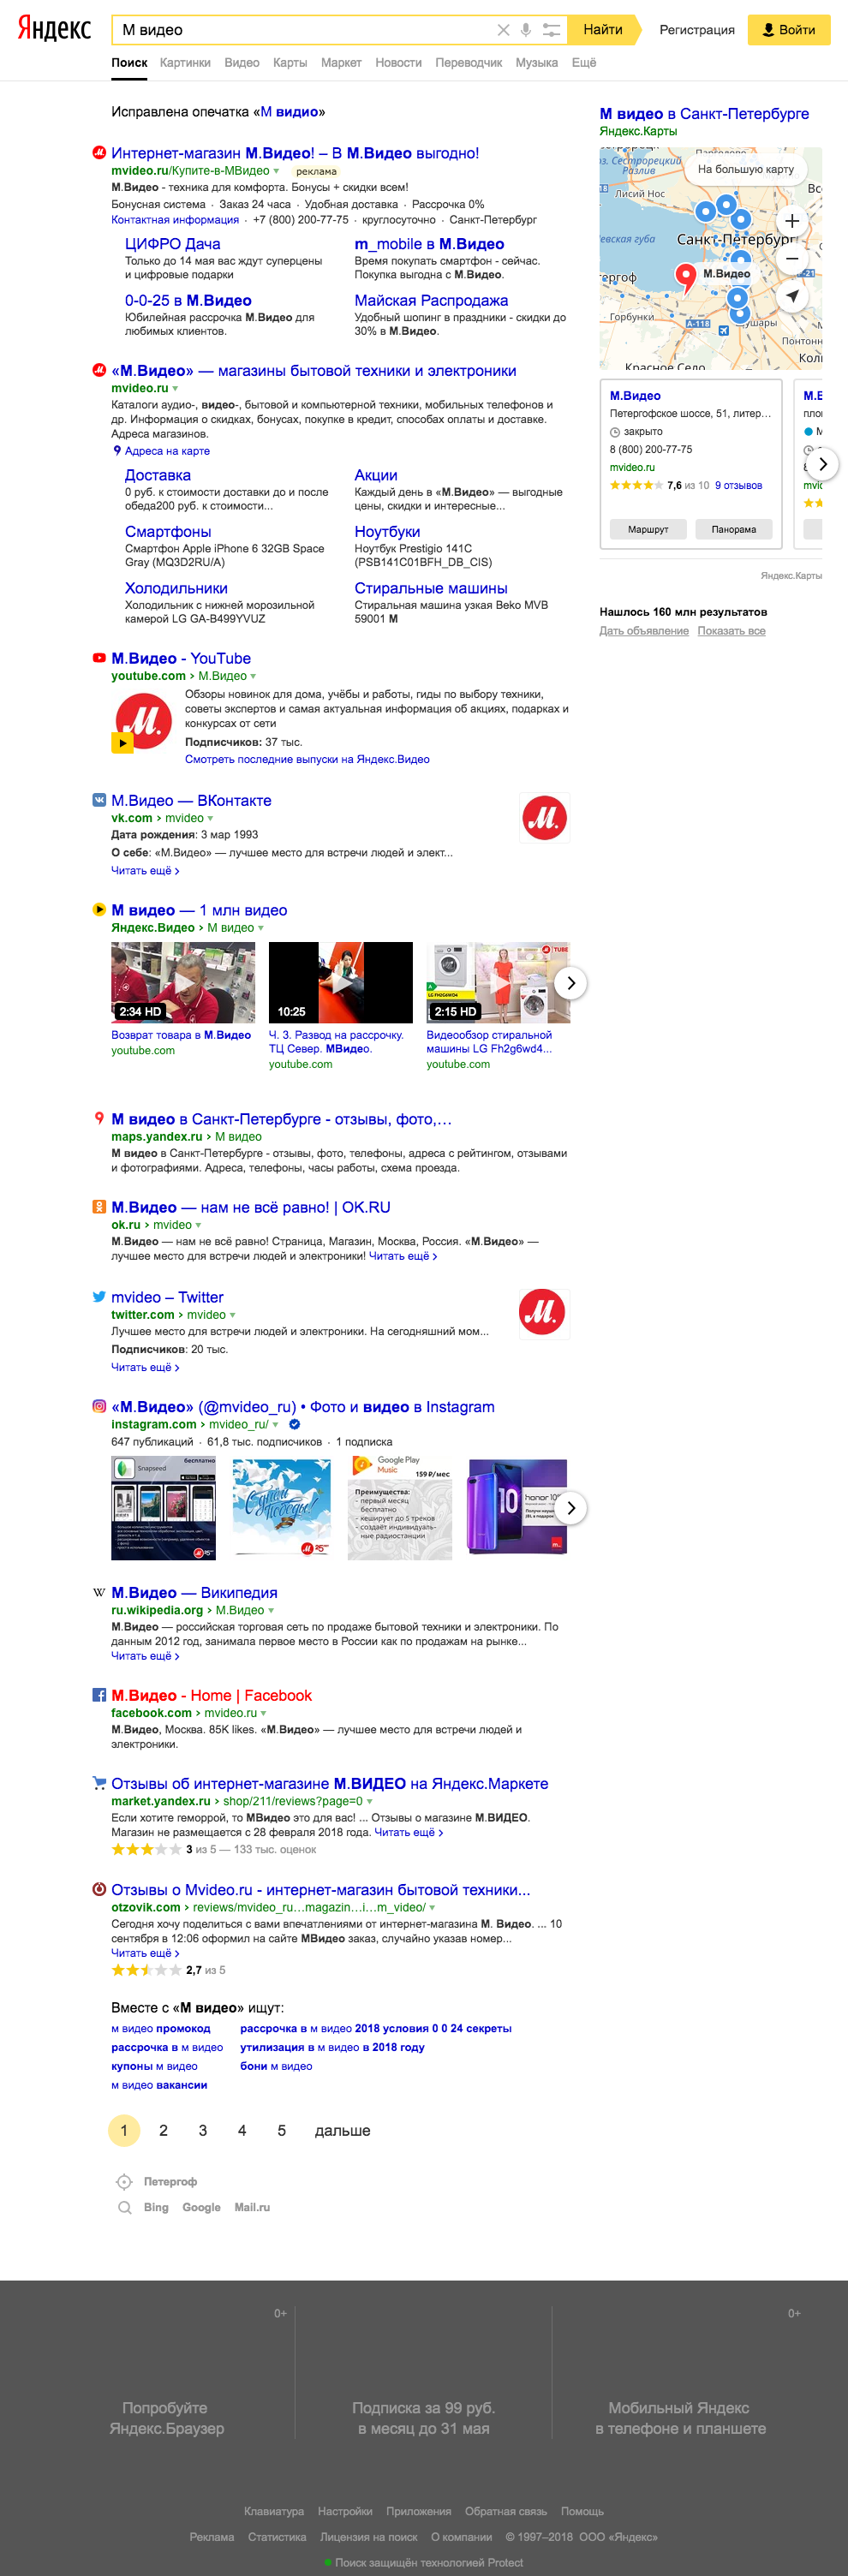 Яндекс
М видео
Найти
Регистрация
Войти
Поиск Картинки Видео Карты Маркет Новости Переводчик Музыка Ещё
Исправлена опечатка «М видио»
Интернет-магазин М.Видео! – В М.Видео выгодно!
mvideo.ru/Купите-в-МВидео реклама
М.Видео - техника для комфорта. Бонусы + скидки всем!
Бонусная система · Заказ 24 часа · Удобная доставка · Рассрочка 0%
Контактная информация · +7 (800) 200-77-75 · круглосуточно · Санкт-Петербург
ЦИФРО Дача
Только до 14 мая вас ждут суперцены
и цифровые подарки
m_mobile в М.Видео
Время покупать смартфон - сейчас.
Покупка выгодна с М.Видео.
0-0-25 в М.Видео
Юбилейная рассрочка М.Видео для
любимых клиентов.
Майская Распродажа
Удобный шопинг в праздники - скидки до
30% в М.Видео.
«М.Видео» — магазины бытовой техники и электроники
mvideo.ru
Каталоги аудио-, видео-, бытовой и компьютерной техники, мобильных телефонов и
др. Информация о скидках, бонусах, покупке в кредит, способах оплаты и доставке.
Адреса магазинов.
Адреса на карте
Доставка
0 руб. к стоимости доставки до и после
обеда200 руб. к стоимости...
Акции
Каждый день в «М.Видео» — выгодные
цены, скидки и интересные...
Смартфоны
Смартфон Apple iPhone 6 32GB Space
Gray (MQ3D2RU/A)
Ноутбуки
Ноутбук Prestigio 141C
(PSB141C01BFH_DB_CIS)
Холодильники
Холодильник с нижней морозильной
камерой LG GA-B499YVUZ
Стиральные машины
Стиральная машина узкая Beko MVB
59001 М
М.Видео - YouTube
youtube.com › М.Видео
Обзоры новинок для дома, учёбы и работы, гиды по выбору техники,
советы экспертов и самая актуальная информация об акциях, подарках и
конкурсах от сети
Подписчиков: 37 тыс.
Смотреть последние выпуски на Яндекс.Видео
М.Видео — ВКонтакте
vk.com › mvideo
Дата рождения: 3 мар 1993
О себе: «М.Видео» — лучшее место для встречи людей и элект...
Читать ещё ›
М видео — 1 млн видео
Яндекс.Видео › М видео
2:34 HD
10:25
2:15 HD
Возврат товара в М.Видео
youtube.com
Ч. 3. Развод на рассрочку.
ТЦ Север. МВидео.
youtube.com
Видеообзор стиральной
машины LG Fh2g6wd4...
youtube.com
М видео в Санкт-Петербурге - отзывы, фото,...
maps.yandex.ru › М видео
М видео в Санкт-Петербурге - отзывы, фото, телефоны, адреса с рейтингом, отзывами
и фотографиями. Адреса, телефоны, часы работы, схема проезда.
М.Видео — нам не всё равно! | OK.RU
ok.ru › mvideo
М.Видео — нам не всё равно! Страница, Магазин, Москва, Россия. «М.Видео» —
лучшее место для встречи людей и электроники! Читать ещё ›
mvideo – Twitter
twitter.com › mvideo
Лучшее место для встречи людей и электроники. На сегодняшний мом...
Подписчиков: 20 тыс.
Читать ещё ›
«М.Видео» (@mvideo_ru) • Фото и видео в Instagram
instagram.com › mvideo_ru/
647 публикаций · 61,8 тыс. подписчиков · 1 подписка
Snapseed
бесплатно
С днем Победы!
Google Play
Music
159 ₽/мес
Преимущества:
- первый месяц
бесплатно
- кеширует до 5 треков
- создаёт индивидуаль-
ные радиостанции
honor 10
М.Видео — Википедия
ru.wikipedia.org › М.Видео
М.Видео — российская торговая сеть по продаже бытовой техники и электроники. По
данным 2012 год, занимала первое место в России как по продажам на рынке...
Читать ещё ›
М.Видео - Home | Facebook
facebook.com › mvideo.ru
М.Видео, Москва. 85K likes. «М.Видео» — лучшее место для встречи людей и
электроники.
Отзывы об интернет-магазине М.ВИДЕО на Яндекс.Маркете
market.yandex.ru › shop/211/reviews?page=0
Если хотите геморрой, то МВидео это для вас! ... Отзывы о магазине М.ВИДЕО.
Магазин не размещается с 28 февраля 2018 года. Читать ещё ›
3 из 5 — 133 тыс. оценок
Отзывы о Mvideo.ru - интернет-магазин бытовой техники...
otzovik.com › reviews/mvideo_ru…magazin…i…m_video/
Сегодня хочу поделиться с вами впечатлениями от интернет-магазина М. Видео. ... 10
сентября в 12:06 оформил на сайте МВидео заказ, случайно указав номер...
Читать ещё ›
2,7 из 5
Вместе с «М видео» ищут:
м видео промокод
рассрочка в м видео
купоны м видео
м видео вакансии
рассрочка в м видео 2018 условия 0 0 24 секреты
утилизация в м видео в 2018 году
бони м видео
1 2 3 4 5 дальше
Петергоф
Bing Google Mail.ru
М видео в Санкт-Петербурге
Яндекс.Карты
На большую карту
Разлив
Лисий Нос
Невская губа
Санкт-Петербург
М.Видео
Горбунки
А-118
Красное Село
М.Видео
Петергофское шоссе, 51, литер…
закрыто
8 (800) 200-77-75
mvideo.ru
7,6 из 10 9 отзывов
Маршрут
Панорама
Яндекс.Карты
Нашлось 160 млн результатов
Дать объявление Показать все
0+
0+
Попробуйте
Яндекс.Браузер
Подписка за 99 руб.
в месяц до 31 мая
Мобильный Яндекс
в телефоне и планшете
Клавиатура Настройки Приложения Обратная связь Помощь
Реклама Статистика Лицензия на поиск О компании © 1997–2018 ООО «Яндекс»
Поиск защищён технологией Protect